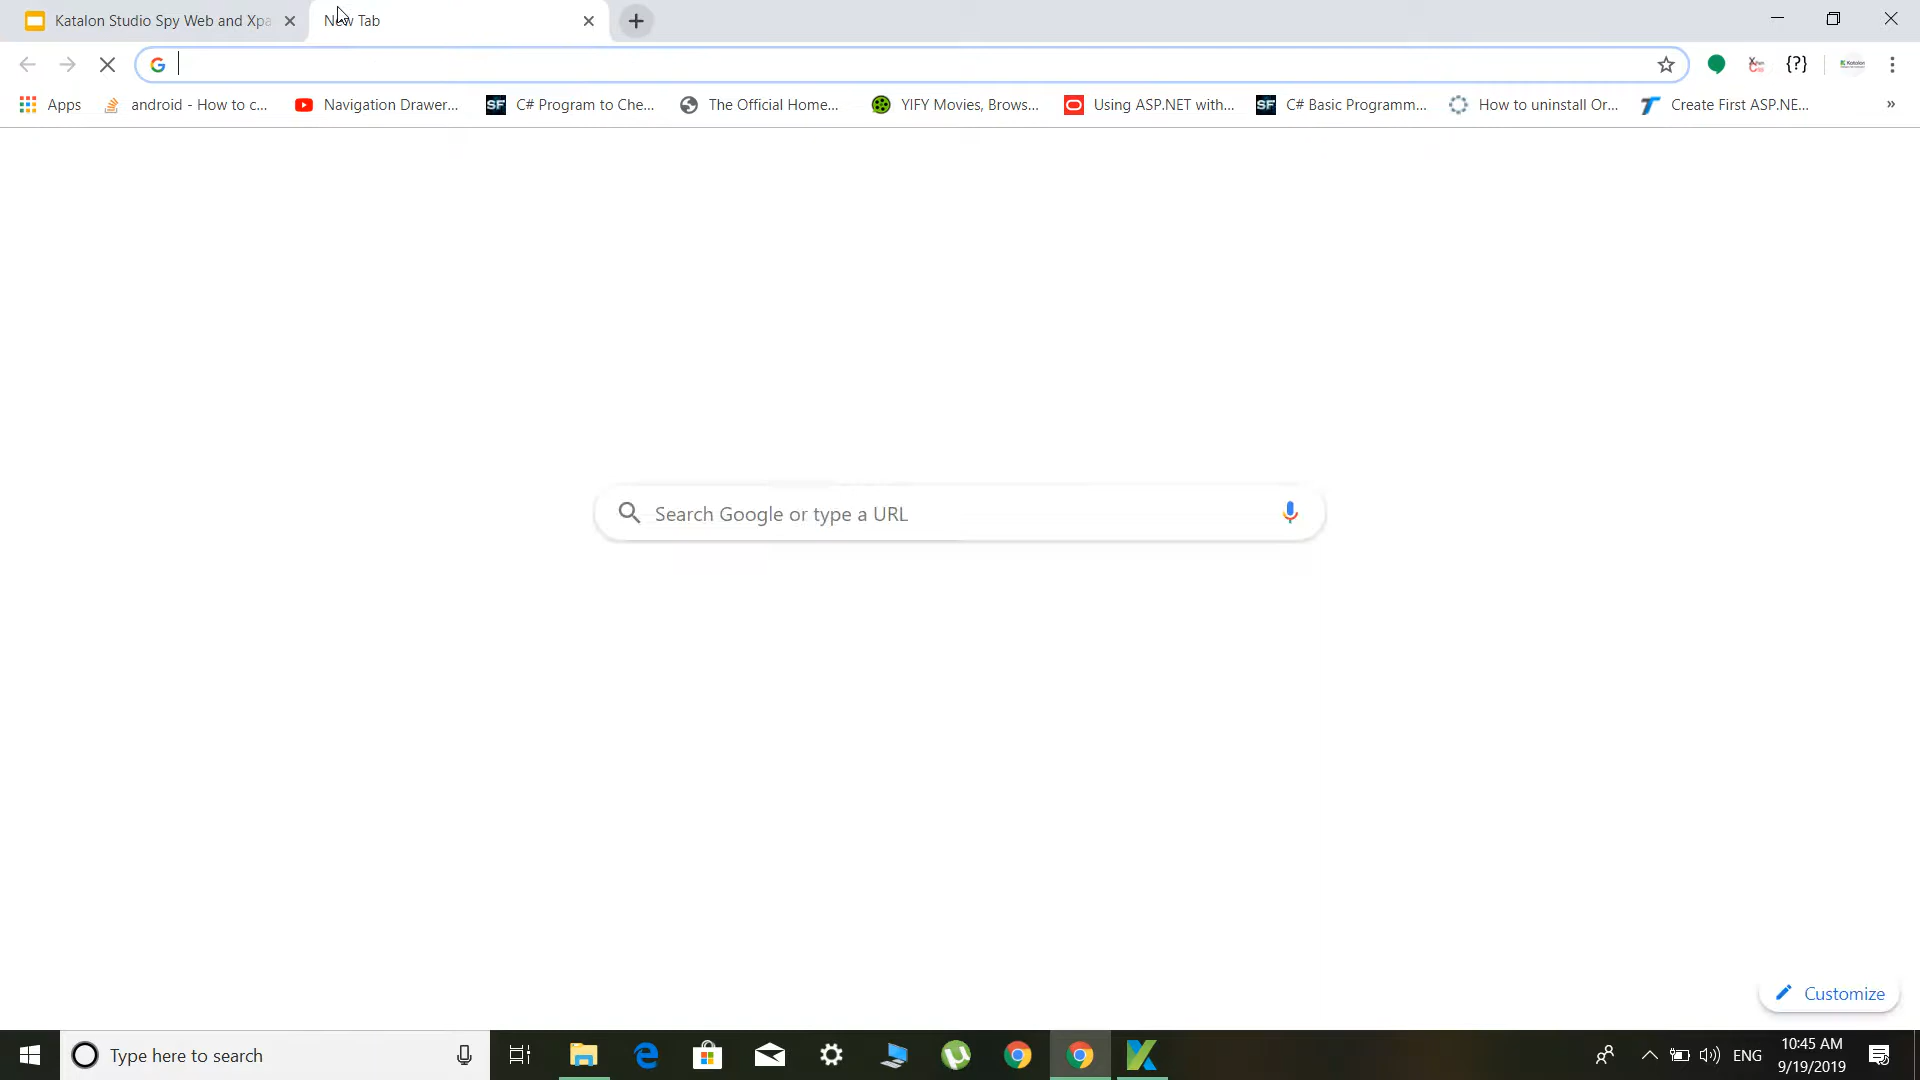 Katalon Studio Spy Web and Xpa
New Tab
Apps
android - How to c...
Navigation Drawer...
SF C# Program to Che...
The Official Home...
YIFY Movies, Brows...
Using ASP.NET with...
SF C# Basic Programm...
How to uninstall Or...
Create First ASP.NE...
»
{?}
Katalon
Search Google or type a URL
Customize
Type here to search
ENG
10:45 AM
9/19/2019